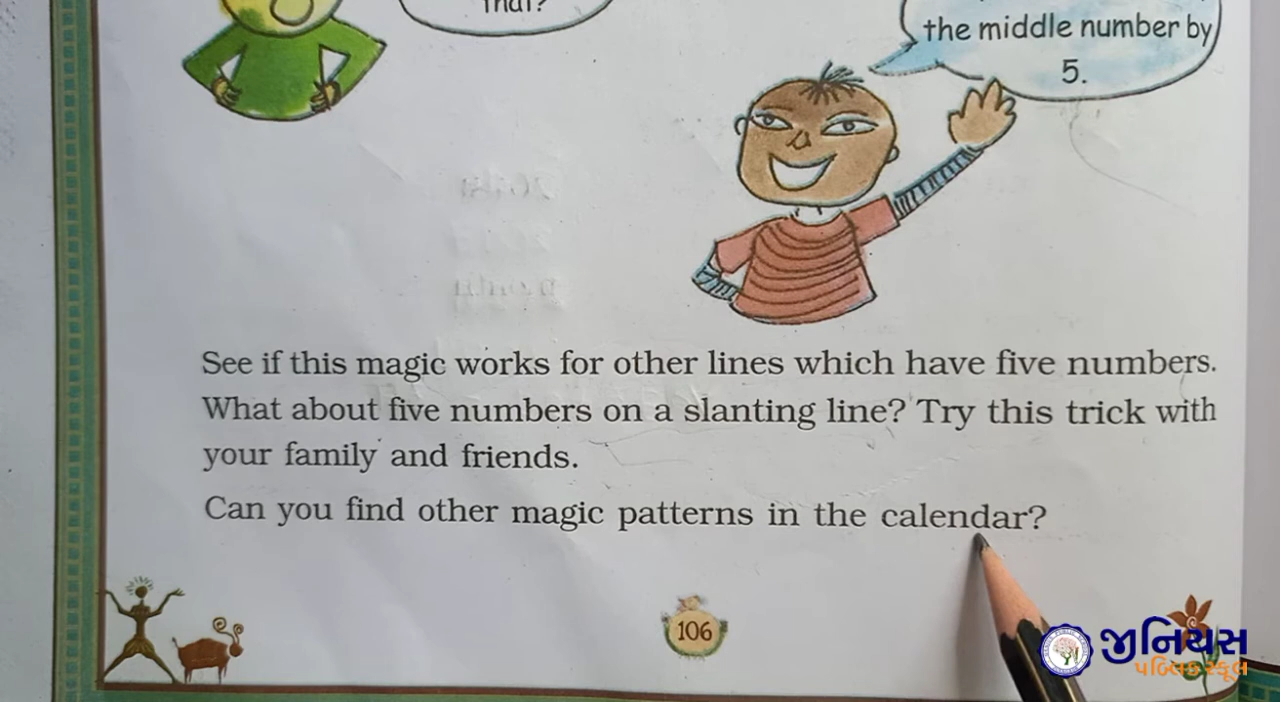 that?
the middle number by
5.
See if this magic works for other lines which have five numbers.
What about five numbers on a slanting line? Try this trick with
your family and friends.
Can you find other magic patterns in the calendar?
106
જીનિયસ
પબ્લિક સ્કૂલ